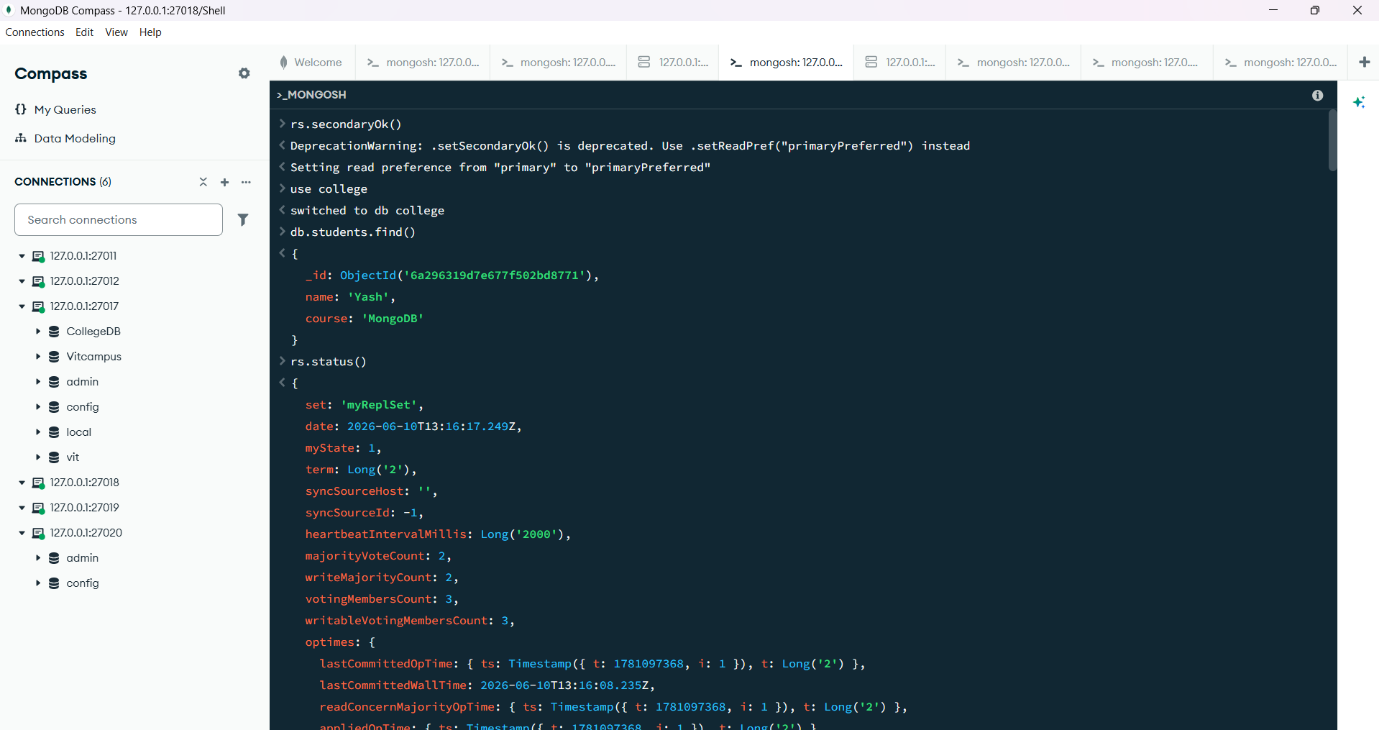 MongoDB Compass - 127.0.0.1:27018/Shell
Connections Edit View Help
Compass
My Queries
Data Modeling
CONNECTIONS (6)
Search connections
127.0.0.1:27011
127.0.0.1:27012
127.0.0.1:27017
CollegeDB
Vitcampus
admin
config
local
vit
127.0.0.1:27018
127.0.0.1:27019
127.0.0.1:27020
admin
config
Welcome
mongosh: 127.0.0...
mongosh: 127.0.0....
127.0.0.1:...
mongosh: 127.0.0...
127.0.0.1:...
mongosh: 127.0.0...
mongosh: 127.0.0....
mongosh: 127.0.0...
>_MONGOSH
> rs.secondaryOk()
< DeprecationWarning: .setSecondaryOk() is deprecated. Use .setReadPref("primaryPreferred") instead
< Setting read preference from "primary" to "primaryPreferred"
> use college
< switched to db college
> db.students.find()
< {
_id: ObjectId('6a296319d7e677f502bd8771'),
name: 'Yash',
course: 'MongoDB'
}
> rs.status()
< {
set: 'myReplSet',
date: 2026-06-10T13:16:17.249Z,
myState: 1,
term: Long('2'),
syncSourceHost: '',
syncSourceId: -1,
heartbeatIntervalMillis: Long('2000'),
majorityVoteCount: 2,
writeMajorityCount: 2,
votingMembersCount: 3,
writableVotingMembersCount: 3,
optimes: {
lastCommittedOpTime: { ts: Timestamp({ t: 1781097368, i: 1 }), t: Long('2') },
lastCommittedWallTime: 2026-06-10T13:16:08.235Z,
readConcernMajorityOpTime: { ts: Timestamp({ t: 1781097368, i: 1 }), t: Long('2') },
appliedOpTime: { ts: Timestamp({ t: 1781097368, i: 1 }), t: Long('2') }